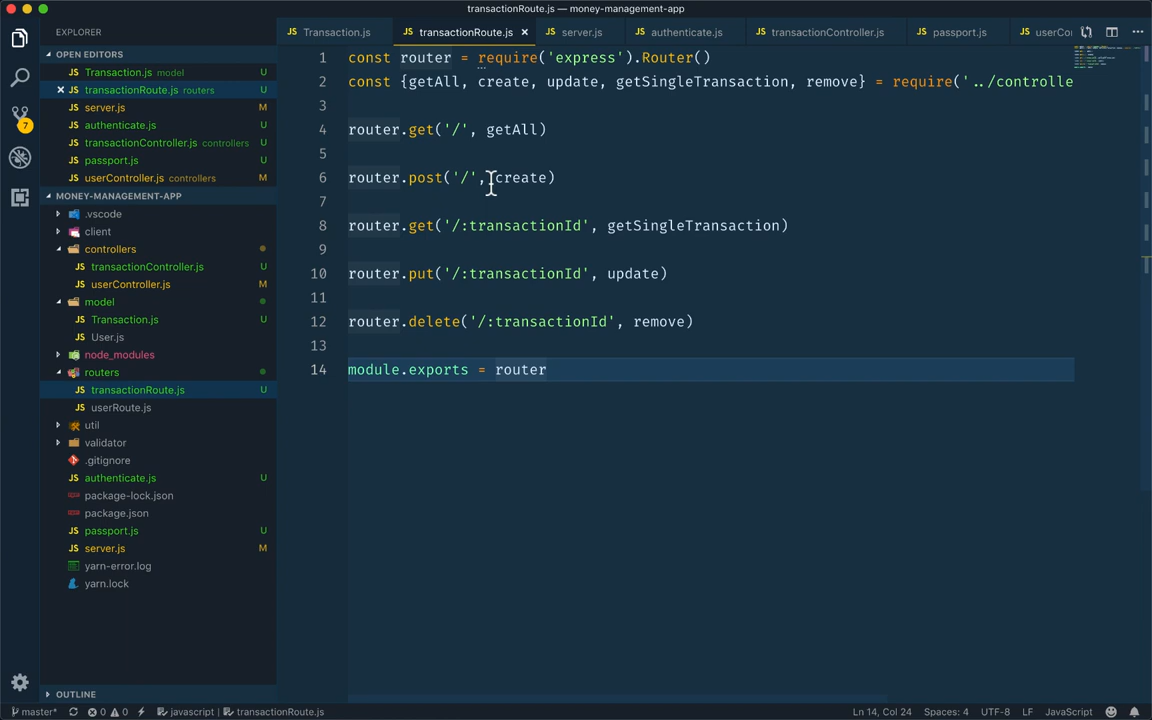 transactionRoute.js — money-management-app
EXPLORER
JS Transaction.js
JS transactionRoute.js ×
JS server.js
JS authenticate.js
JS transactionController.js
JS passport.js
JS userCo
OPEN EDITORS
JS Transaction.js model U
× JS transactionRoute.js routers U
JS server.js M
JS authenticate.js U
JS transactionController.js controllers U
JS passport.js U
JS userController.js controllers M
MONEY-MANAGEMENT-APP
.vscode
client
controllers
JS transactionController.js U
JS userController.js M
model
JS Transaction.js U
JS User.js
node_modules
routers
JS transactionRoute.js U
JS userRoute.js
util
validator
.gitignore
JS authenticate.js U
package-lock.json
package.json
JS passport.js U
JS server.js M
yarn-error.log
yarn.lock
OUTLINE
7
1 const router = require('express').Router()
2 const {getAll, create, update, getSingleTransaction, remove} = require('../controlle
3
4 router.get('/', getAll)
5
6 router.post('/', create)
7
8 router.get('/:transactionId', getSingleTransaction)
9
10 router.put('/:transactionId', update)
11
12 router.delete('/:transactionId', remove)
13
14 module.exports = router
master* 0 0 javascript | transactionRoute.js Ln 14, Col 24 Spaces: 4 UTF-8 LF JavaScript